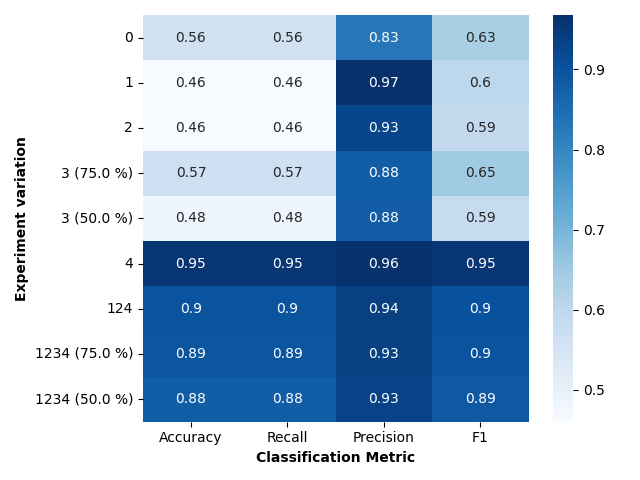 0 0.56 0.56 0.83 0.63
1 0.46 0.46 0.97 0.6
2 0.46 0.46 0.93 0.59
3 (75.0 %) 0.57 0.57 0.88 0.65
3 (50.0 %) 0.48 0.48 0.88 0.59
4 0.95 0.95 0.96 0.95
124 0.9 0.9 0.94 0.9
1234 (75.0 %) 0.89 0.89 0.93 0.9
1234 (50.0 %) 0.88 0.88 0.93 0.89
Accuracy Recall Precision F1
Classification Metric
Experiment variation
0.9
0.8
0.7
0.6
0.5